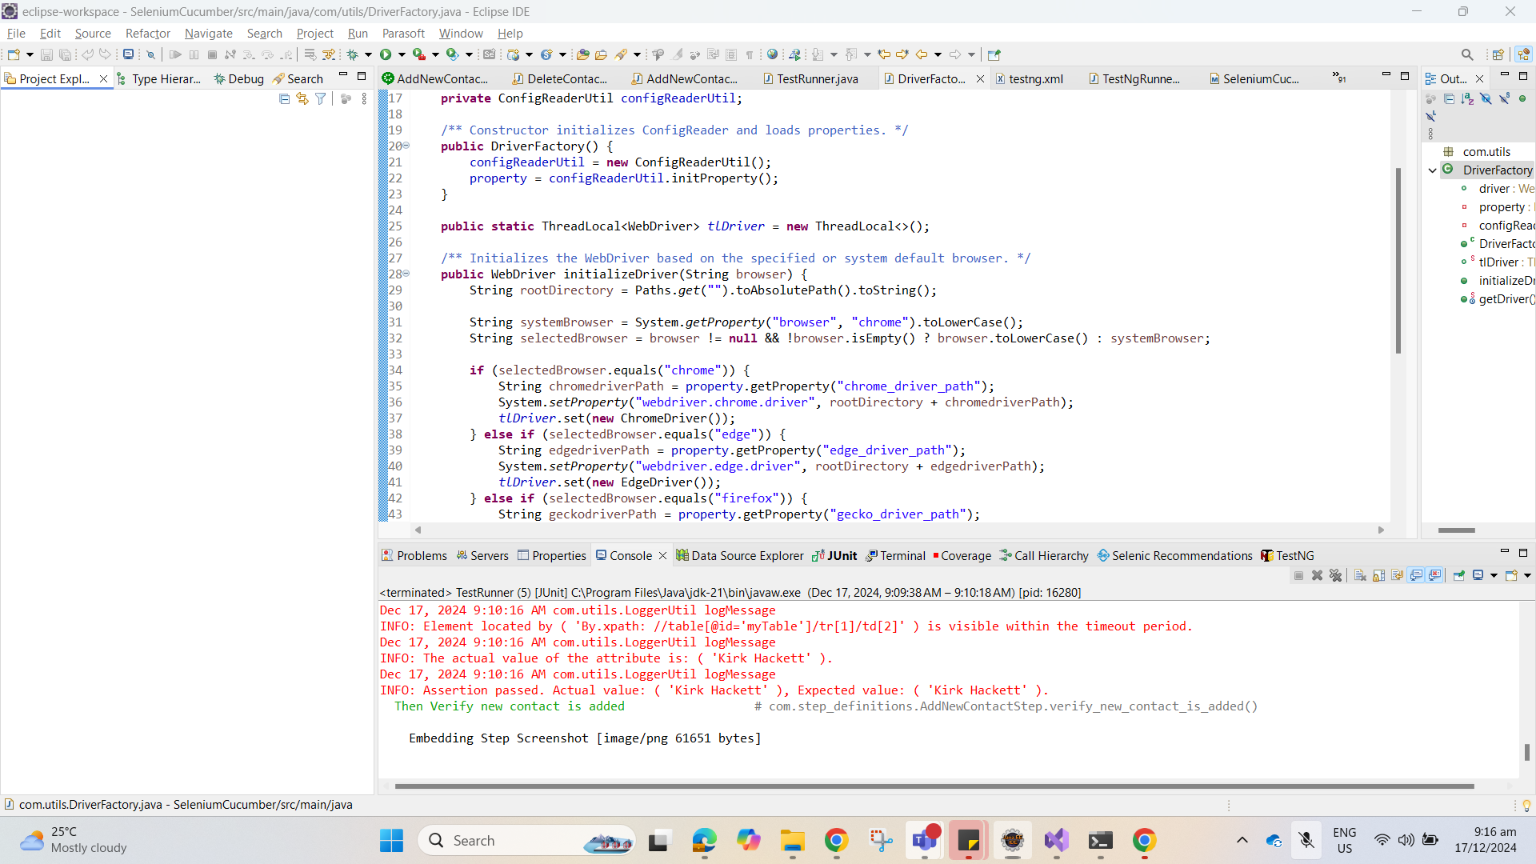 eclipse-workspace - SeleniumCucumber/src/main/java/com/utils/DriverFactory.java - Eclipse IDE
File Edit Source Refactor Navigate Search Project Run Parasoft Window Help
Project Expl... Type Hierar... Debug Search
AddNewContac... DeleteContac... AddNewContac... TestRunner.java DriverFacto... testng.xml TestNgRunne... SeleniumCuc... »91
Out...
17 private ConfigReaderUtil configReaderUtil;
18
19 /** Constructor initializes ConfigReader and loads properties. */
20 public DriverFactory() {
21 configReaderUtil = new ConfigReaderUtil();
22 property = configReaderUtil.initProperty();
23 }
24
25 public static ThreadLocal<WebDriver> tlDriver = new ThreadLocal<>();
26
27 /** Initializes the WebDriver based on the specified or system default browser. */
28 public WebDriver initializeDriver(String browser) {
29 String rootDirectory = Paths.get("").toAbsolutePath().toString();
30
31 String systemBrowser = System.getProperty("browser", "chrome").toLowerCase();
32 String selectedBrowser = browser != null && !browser.isEmpty() ? browser.toLowerCase() : systemBrowser;
33
34 if (selectedBrowser.equals("chrome")) {
35 String chromedriverPath = property.getProperty("chrome_driver_path");
36 System.setProperty("webdriver.chrome.driver", rootDirectory + chromedriverPath);
37 tlDriver.set(new ChromeDriver());
38 } else if (selectedBrowser.equals("edge")) {
39 String edgedriverPath = property.getProperty("edge_driver_path");
40 System.setProperty("webdriver.edge.driver", rootDirectory + edgedriverPath);
41 tlDriver.set(new EdgeDriver());
42 } else if (selectedBrowser.equals("firefox")) {
43 String geckodriverPath = property.getProperty("gecko_driver_path");
com.utils
DriverFactory
driver : We
property :
configRea
DriverFacto
tlDriver : T
initializeDr
getDriver()
Problems Servers Properties Console Data Source Explorer JUnit Terminal Coverage Call Hierarchy Selenic Recommendations TestNG
<terminated> TestRunner (5) [JUnit] C:\Program Files\Java\jdk-21\bin\javaw.exe (Dec 17, 2024, 9:09:38 AM – 9:10:18 AM) [pid: 16280]
Dec 17, 2024 9:10:16 AM com.utils.LoggerUtil logMessage
INFO: Element located by ( 'By.xpath: //table[@id='myTable']/tr[1]/td[2]' ) is visible within the timeout period.
Dec 17, 2024 9:10:16 AM com.utils.LoggerUtil logMessage
INFO: The actual value of the attribute is: ( 'Kirk Hackett' ).
Dec 17, 2024 9:10:16 AM com.utils.LoggerUtil logMessage
INFO: Assertion passed. Actual value: ( 'Kirk Hackett' ), Expected value: ( 'Kirk Hackett' ).
Then Verify new contact is added # com.step_definitions.AddNewContactStep.verify_new_contact_is_added()
Embedding Step Screenshot [image/png 61651 bytes]
com.utils.DriverFactory.java - SeleniumCucumber/src/main/java
25°C
Mostly cloudy
Search
ENG
US
9:16 am
17/12/2024